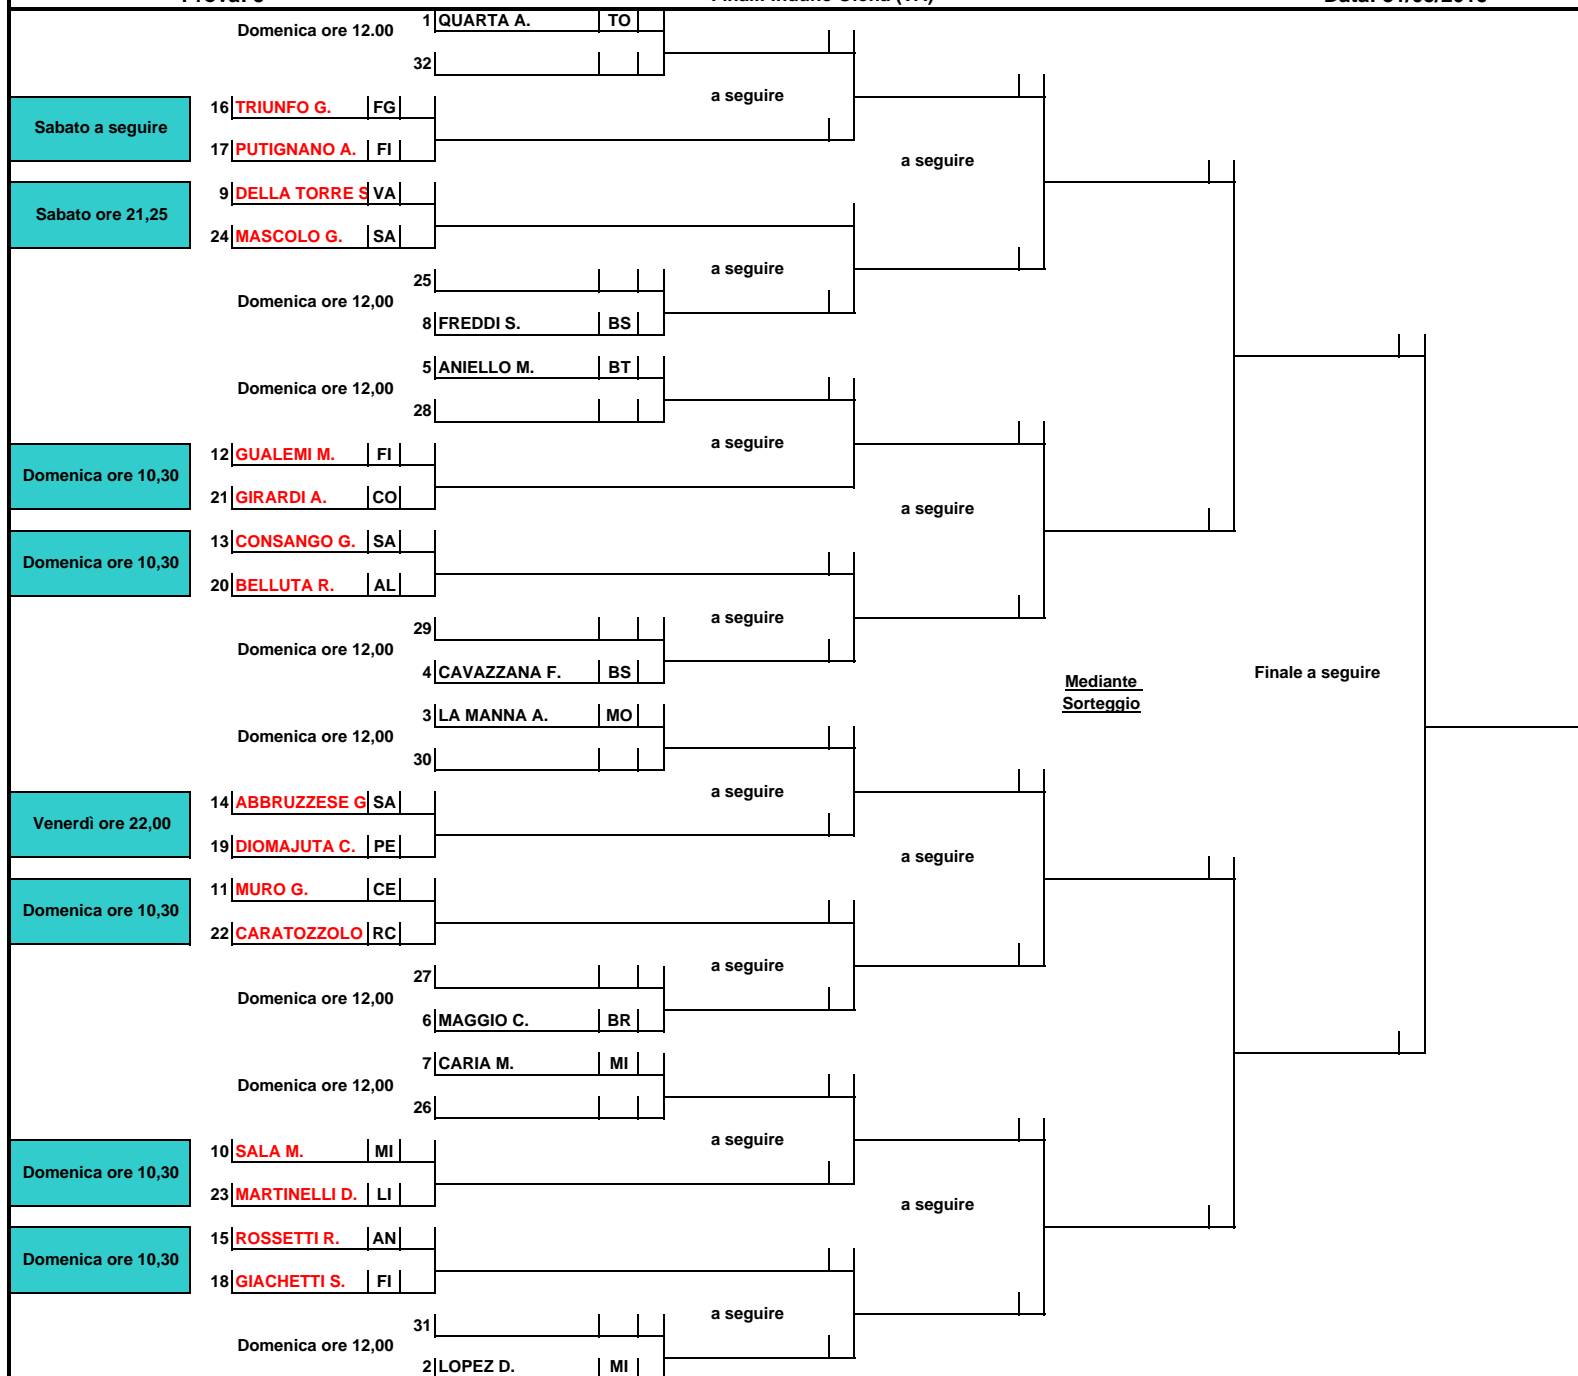 Domenica ore 12.00
1 QUARTA A. TO
32
a seguire
Sabato a seguire
16 TRIUNFO G. FG
17 PUTIGNANO A. FI
a seguire
Sabato ore 21,25
9 DELLA TORRE S VA
24 MASCOLO G. SA
a seguire
25
Domenica ore 12,00
8 FREDDI S. BS
5 ANIELLO M. BT
Domenica ore 12,00
28
a seguire
Domenica ore 10,30
12 GUALEMI M. FI
21 GIRARDI A. CO
a seguire
Domenica ore 10,30
13 CONSANGO G. SA
20 BELLUTA R. AL
a seguire
29
Domenica ore 12,00
4 CAVAZZANA F. BS
Mediante
Sorteggio
Finale a seguire
3 LA MANNA A. MO
Domenica ore 12,00
30
a seguire
Venerdì ore 22,00
14 ABBRUZZESE G SA
19 DIOMAJUTA C. PE
a seguire
Domenica ore 10,30
11 MURO G. CE
22 CARATOZZOLO RC
a seguire
27
Domenica ore 12,00
6 MAGGIO C. BR
7 CARIA M. MI
Domenica ore 12,00
26
a seguire
Domenica ore 10,30
10 SALA M. MI
23 MARTINELLI D. LI
a seguire
Domenica ore 10,30
15 ROSSETTI R. AN
18 GIACHETTI S. FI
a seguire
31
Domenica ore 12,00
2 LOPEZ D. MI